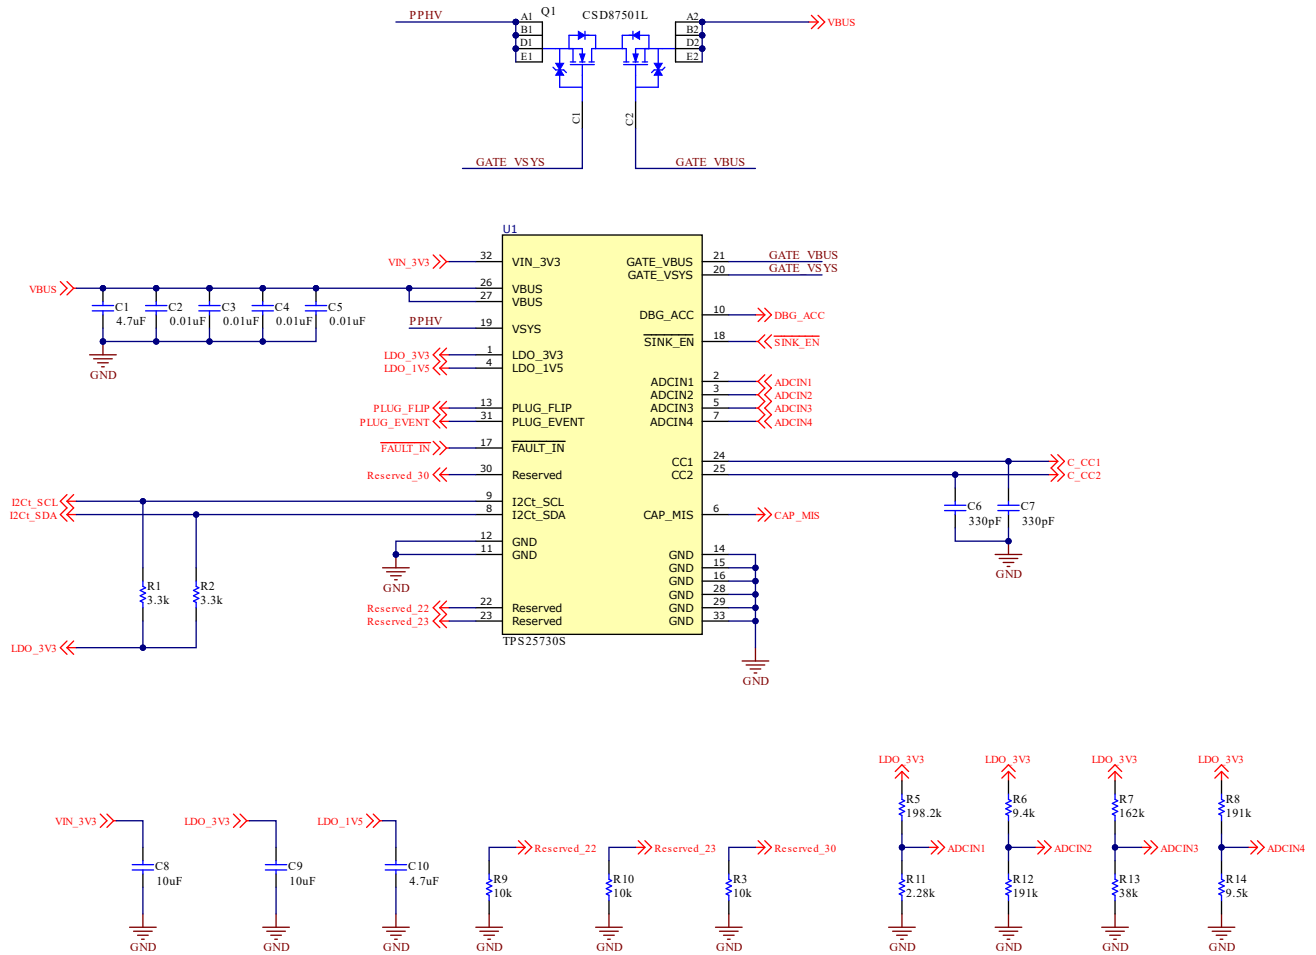 PPHV
A1
Q1
CSD87501L
A2
VBUS
B1
B2
D1
D2
E1
E2
C1
C2
GATE_VSYS
GATE_VBUS
U1
VIN_3V3
32
VIN_3V3
GATE_VBUS
21
GATE_VBUS
GATE_VSYS
20
GATE_VSYS
VBUS
26
VBUS
27
VBUS
C1
4.7uF
C2
0.01uF
C3
0.01uF
C4
0.01uF
C5
0.01uF
GND
DBG_ACC
10
DBG_ACC
PPHV
19
VSYS
SINK_EN
18
SINK_EN
LDO_3V3
1
LDO_3V3
LDO_1V5
4
LDO_1V5
ADCIN1
2
ADCIN1
ADCIN2
3
ADCIN2
ADCIN3
5
ADCIN3
ADCIN4
7
ADCIN4
PLUG_FLIP
13
PLUG_FLIP
PLUG_EVENT
31
PLUG_EVENT
FAULT_IN
17
FAULT_IN
CC1
24
C_CC1
CC2
25
C_CC2
Reserved_30
30
Reserved
I2Ct_SCL
9
I2Ct_SCL
I2Ct_SDA
8
I2Ct_SDA
CAP_MIS
6
CAP_MIS
C6
330pF
C7
330pF
GND
12
GND
11
GND
GND
GND
14
GND
15
GND
16
GND
28
GND
29
GND
33
R1
3.3k
R2
3.3k
Reserved_22
22
Reserved
Reserved_23
23
Reserved
TPS25730S
LDO_3V3
GND
VIN_3V3
C8
10uF
GND
LDO_3V3
C9
10uF
GND
LDO_1V5
C10
4.7uF
GND
Reserved_22
R9
10k
GND
Reserved_23
R10
10k
GND
Reserved_30
R3
10k
GND
LDO_3V3
R5
198.2k
ADCIN1
R11
2.28k
GND
LDO_3V3
R6
9.4k
ADCIN2
R12
191k
GND
LDO_3V3
R7
162k
ADCIN3
R13
38k
GND
LDO_3V3
R8
191k
ADCIN4
R14
9.5k
GND